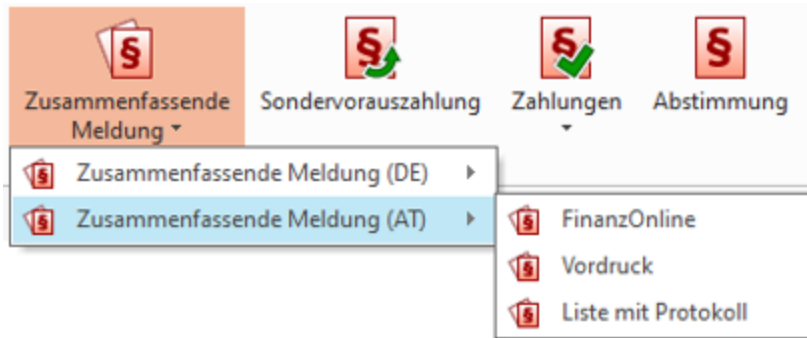 Zusammenfassende
Meldung
Sondervorauszahlung
Zahlungen
Abstimmung
Zusammenfassende Meldung (DE)
Zusammenfassende Meldung (AT)
FinanzOnline
Vordruck
Liste mit Protokoll